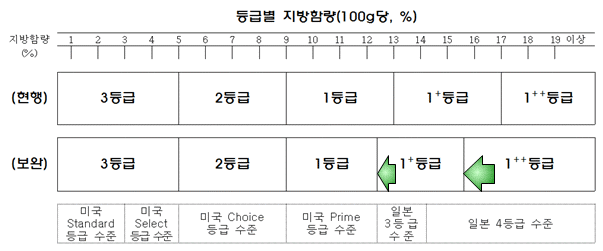 등급별 지방함량(100g당, %)
지방함량 1 2 3 4 5 6 7 8 9 10 11 12 13 14 15 16 17 18 19 이상
(%)
(현행) 3등급 2등급 1등급 1+등급 1++등급
(보완) 3등급 2등급 1등급 1+등급 1++등급
미국 미국 미국 Choice 미국 Prime 일본 일본 4등급 수준
Standard Select 등급 수준 등급 수준 3등급
등급 수준 등급 수준 수준